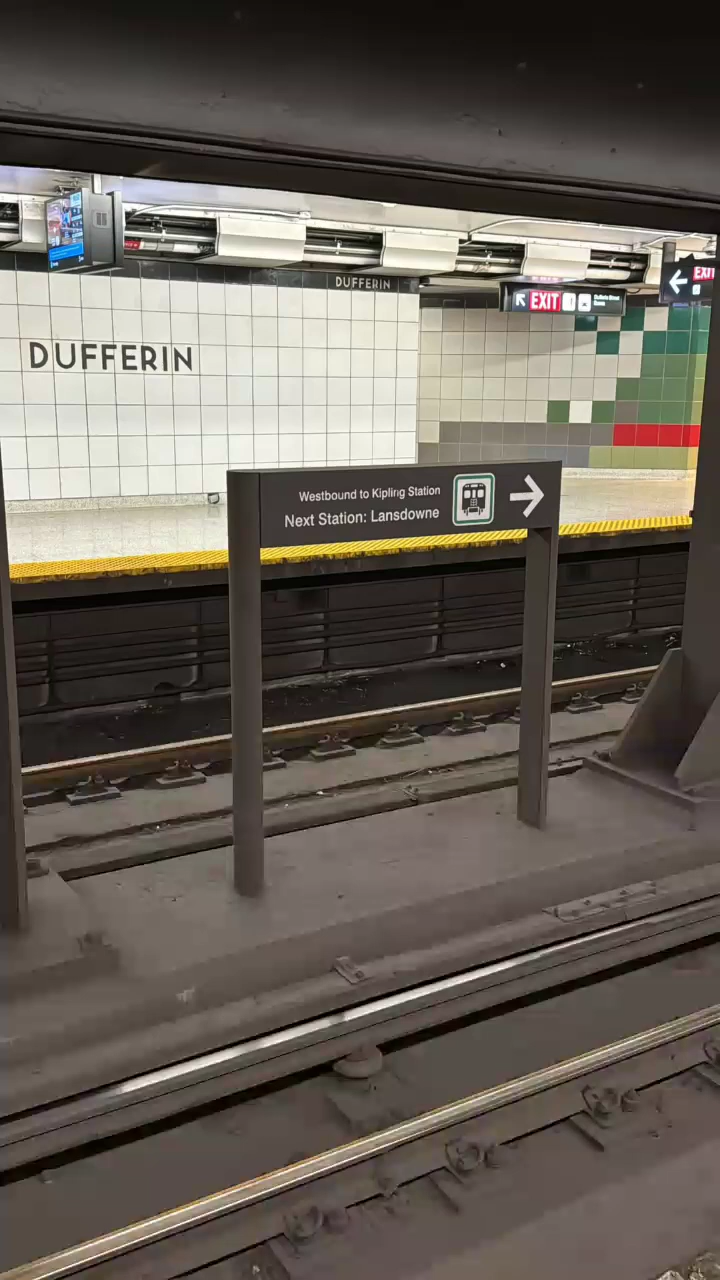 DUFFERIN
EXIT
EXIT
DUFFERIN
Westbound to Kipling Station
Next Station: Lansdowne